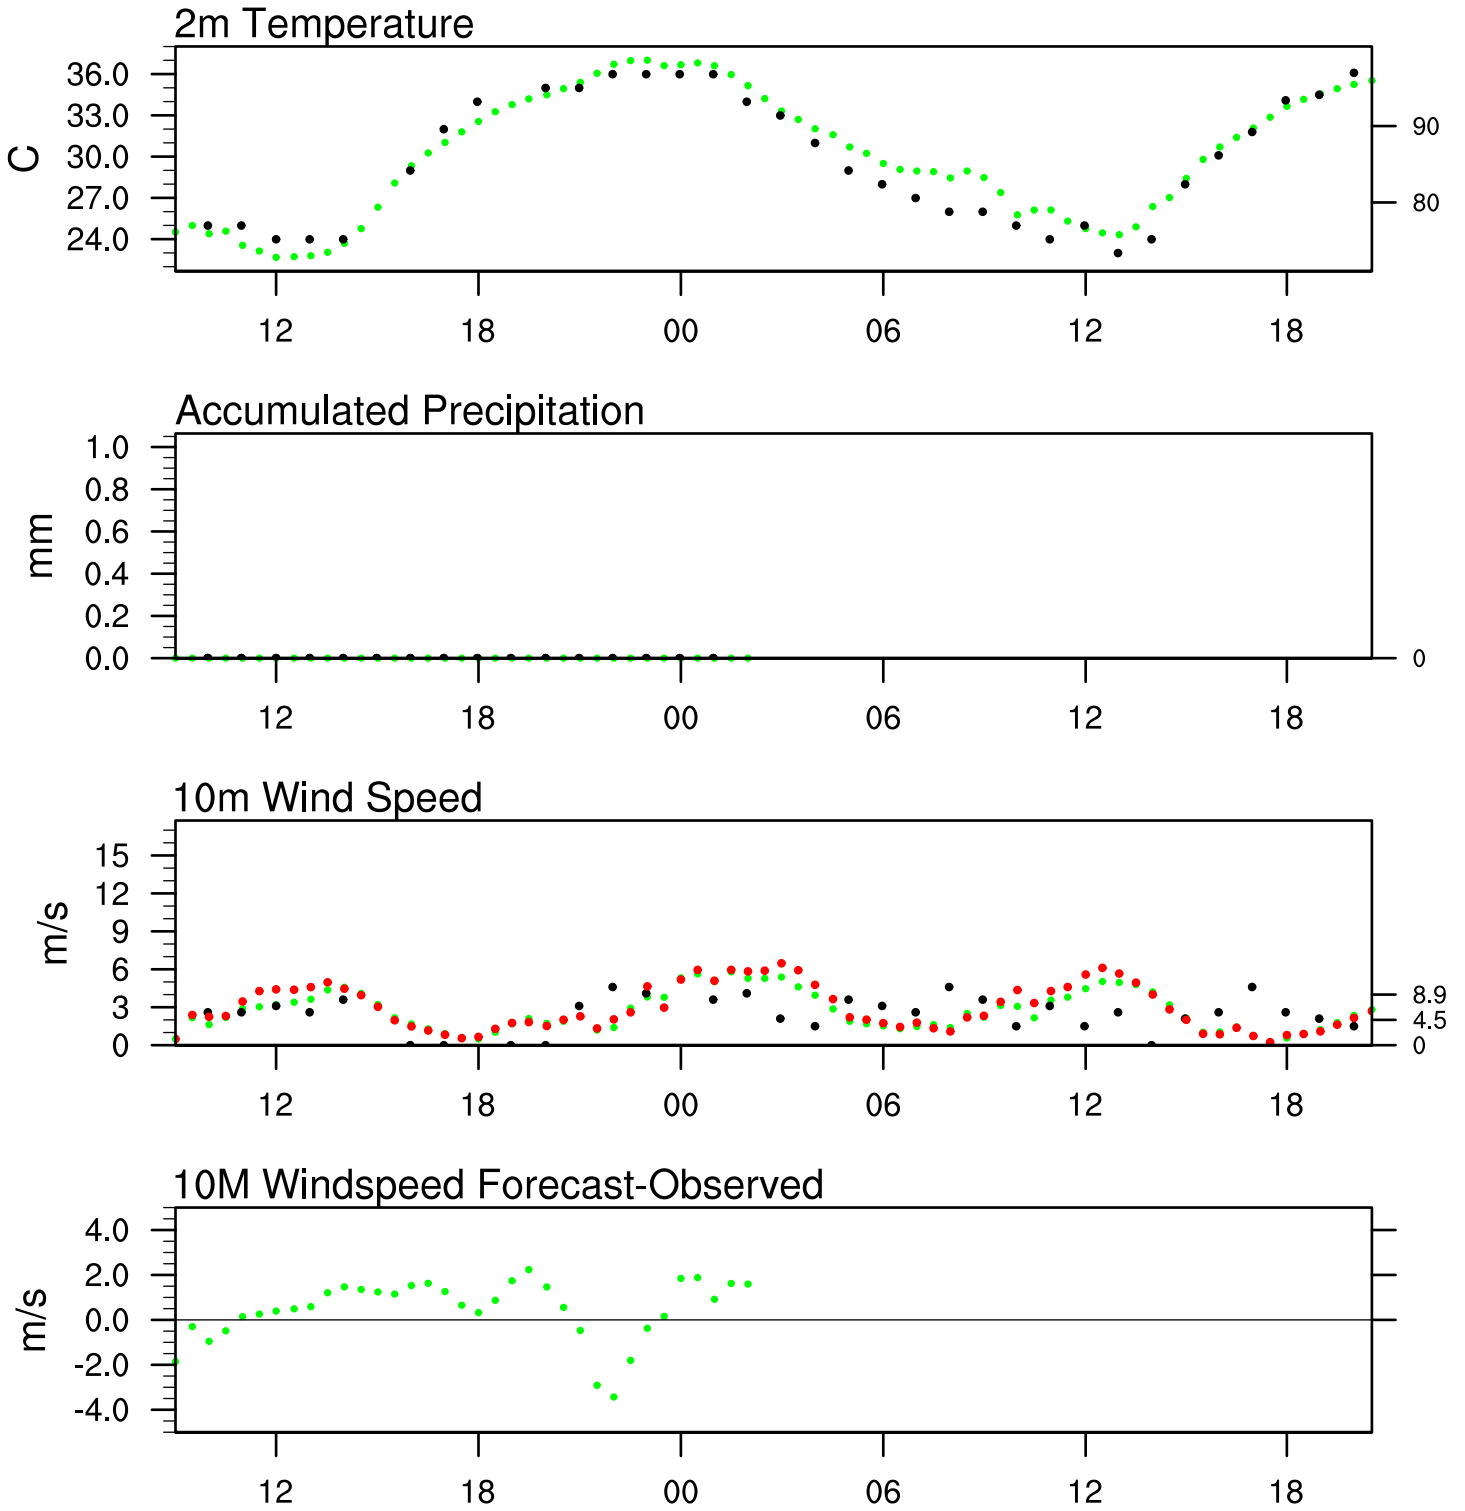 2m Temperature
36.0
33.0
90
C
30.0
27.0
80
24.0
12 18 00 06 12 18
Accumulated Precipitation
1.0
0.8
0.6
mm
0.4
0.2
0.0 0
12 18 00 06 12 18
10m Wind Speed
15
12
9
m/s
6
3 8.9
4.5
0 0
12 18 00 06 12 18
10M Windspeed Forecast-Observed
4.0
2.0
m/s
0.0
-2.0
-4.0
12 18 00 06 12 18